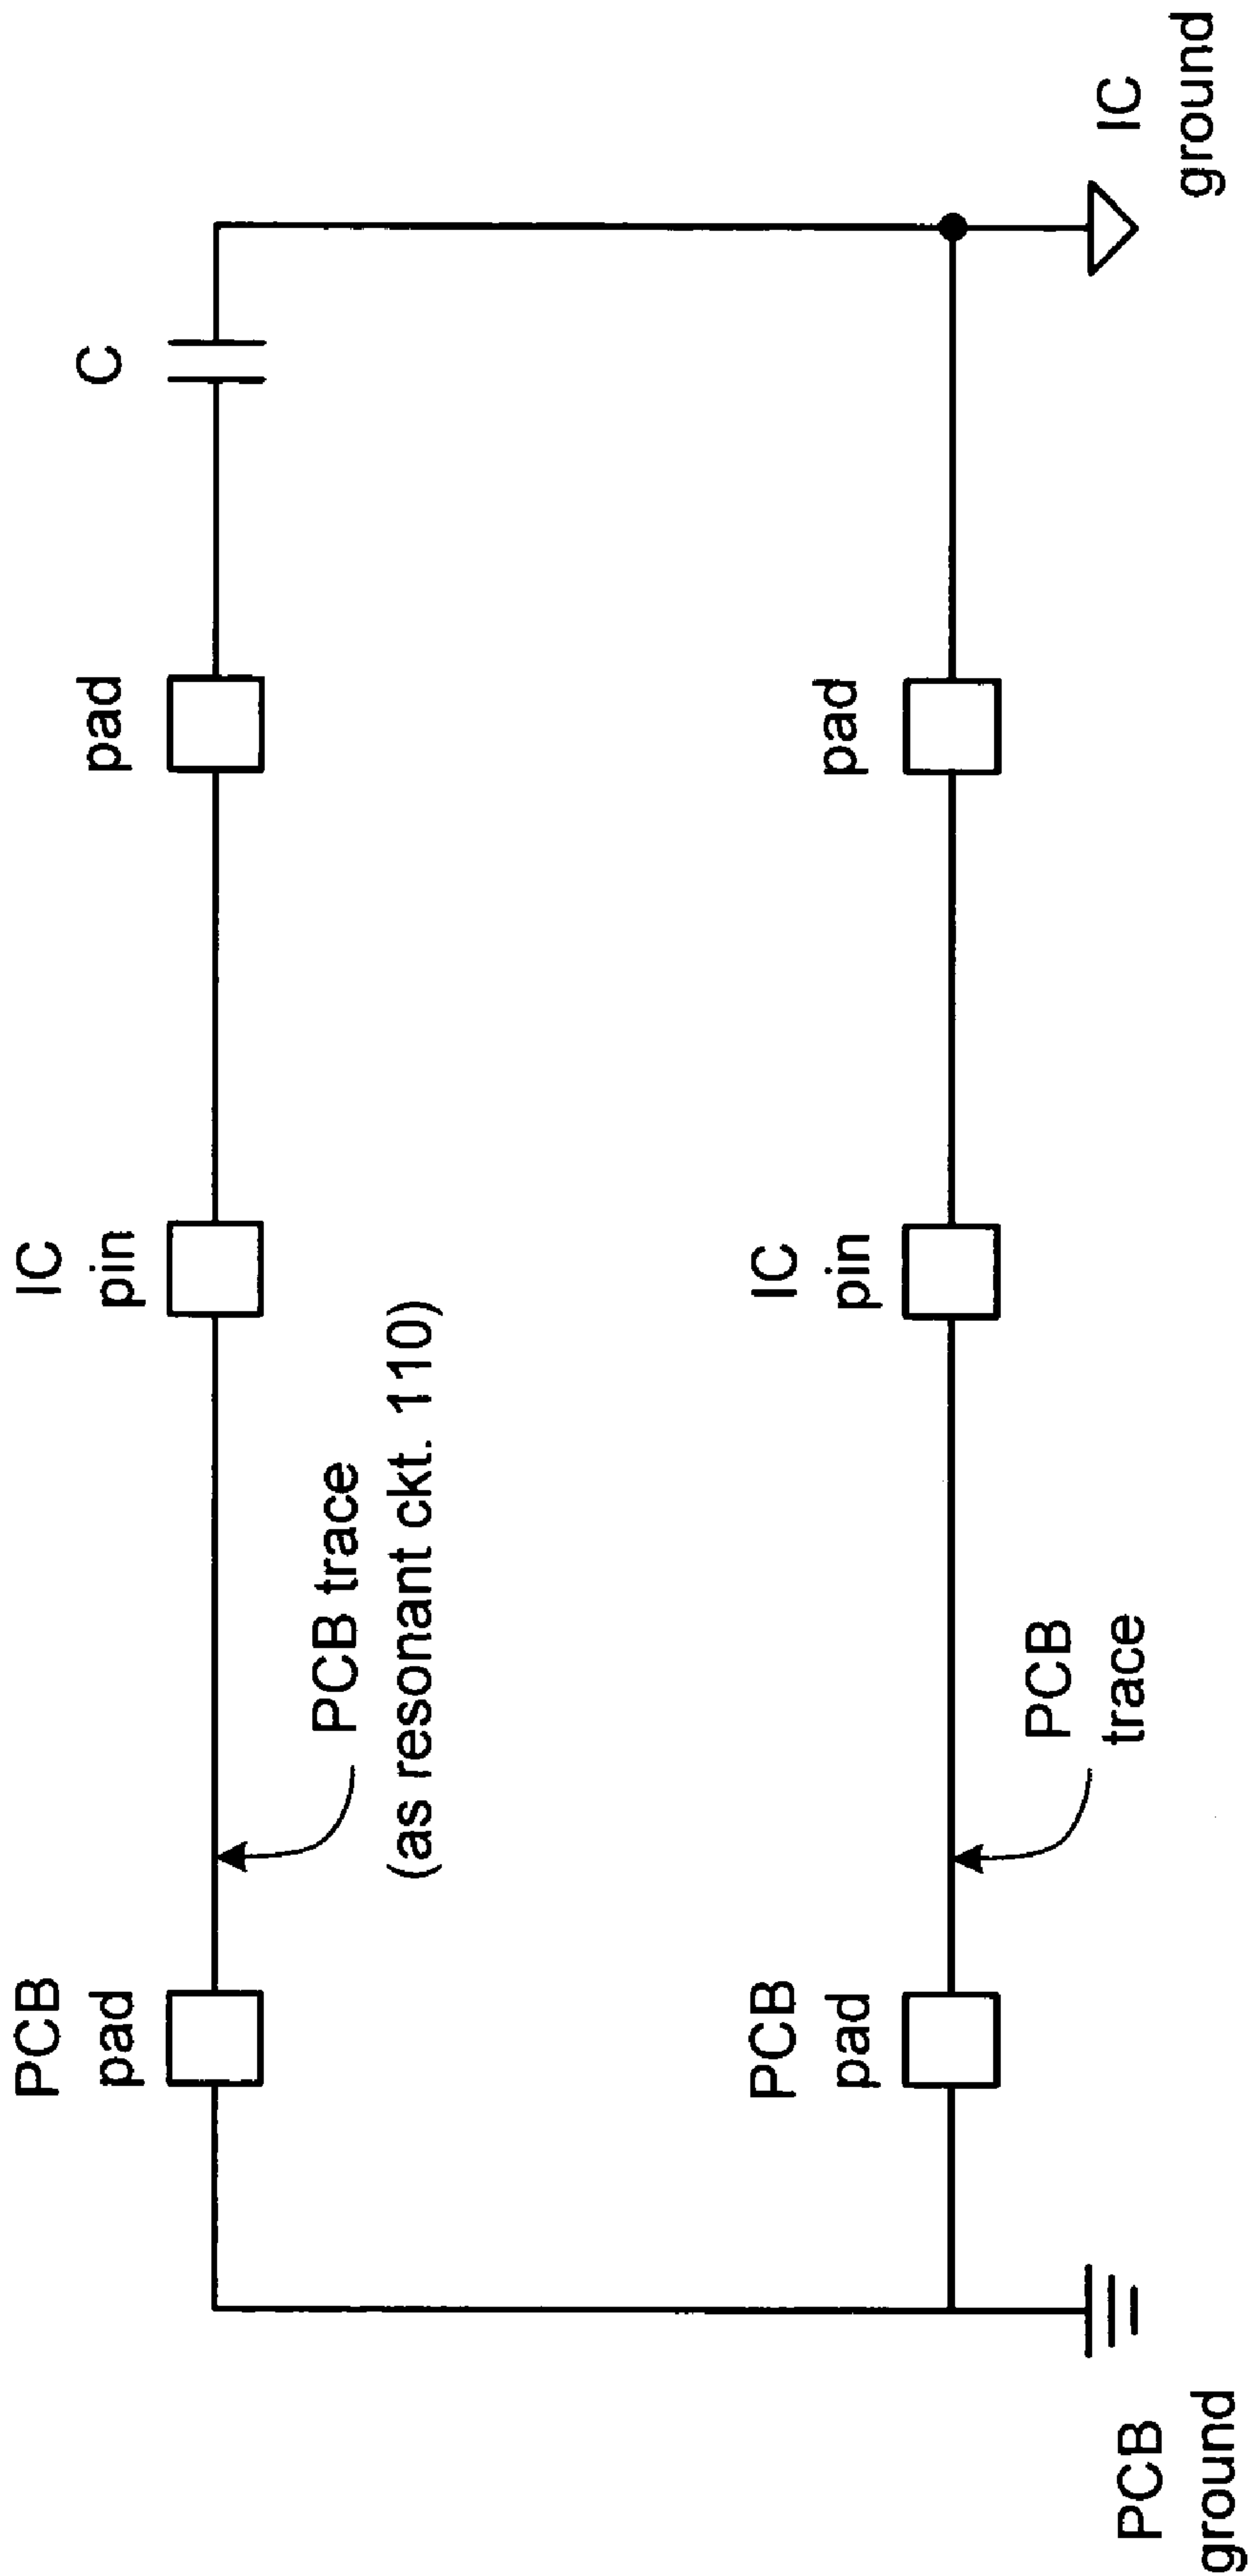 PCB
pad
IC
pin
pad
C
PCB trace
(as resonant ckt. 110)
PCB
pad
IC
pin
pad
PCB
trace
PCB
ground
IC
ground